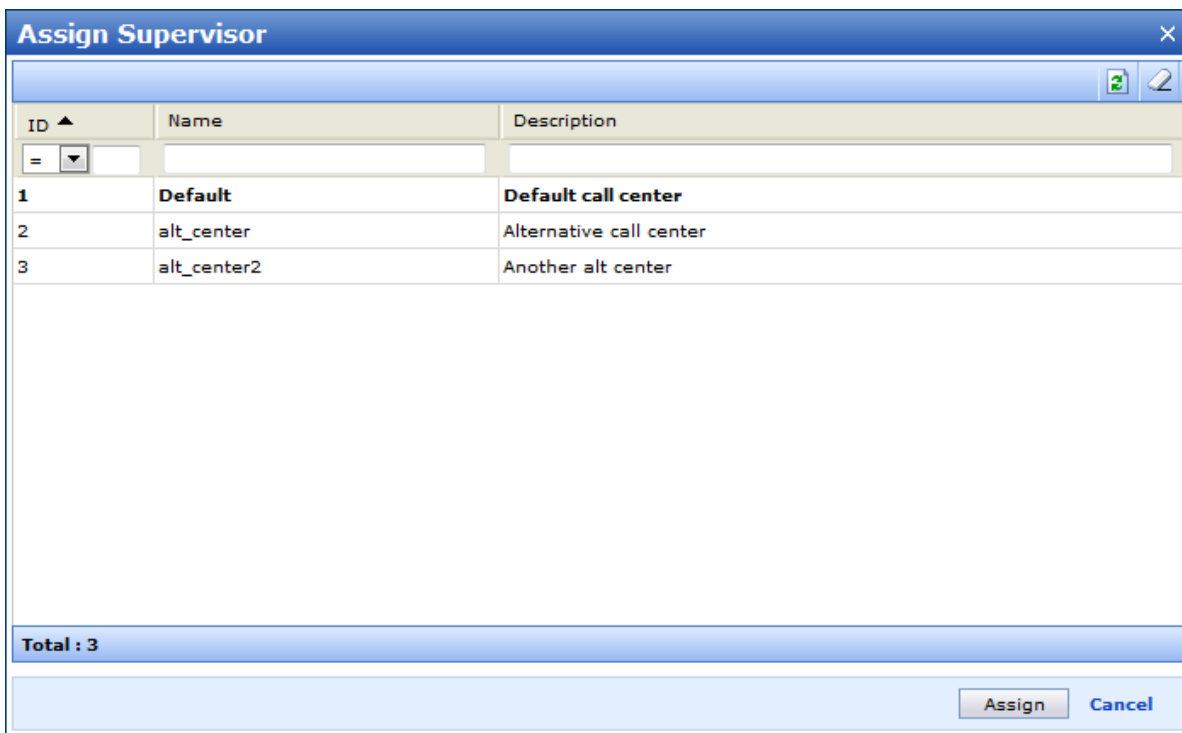 Assign Supervisor
ID Name Description
=
1 Default Default call center
2 alt_center Alternative call center
3 alt_center2 Another alt center
Total : 3
Assign Cancel